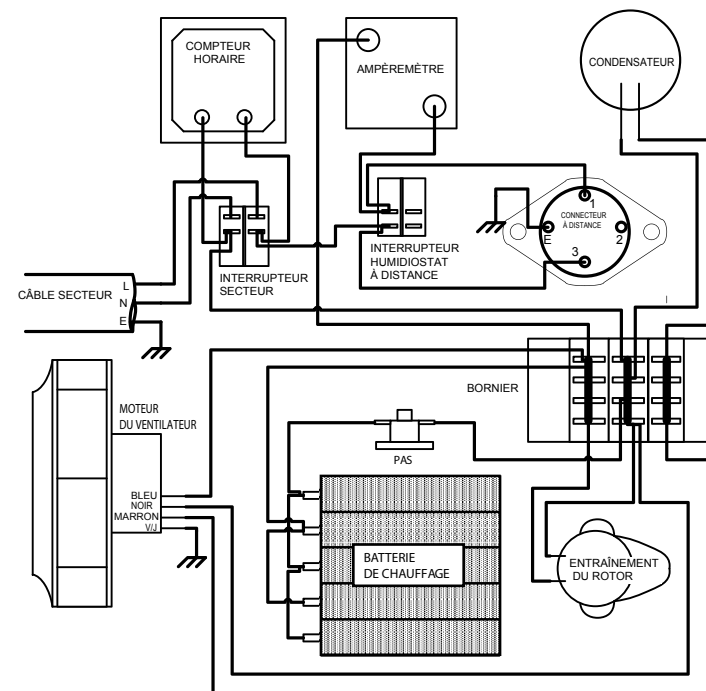 COMPTEUR
HORAIRE
AMPÈREMÈTRE
CONDENSATEUR
1
CONNECTEUR
À DISTANCE
E
2
3
INTERRUPTEUR
HUMIDIOSTAT
À DISTANCE
INTERRUPTEUR
SECTEUR
CÂBLE SECTEUR
L
N
E
BORNIER
MOTEUR
DU VENTILATEUR
PAS
BLEU
NOIR
MARRON
V/J
BATTERIE
DE CHAUFFAGE
ENTRAÎNEMENT
DU ROTOR